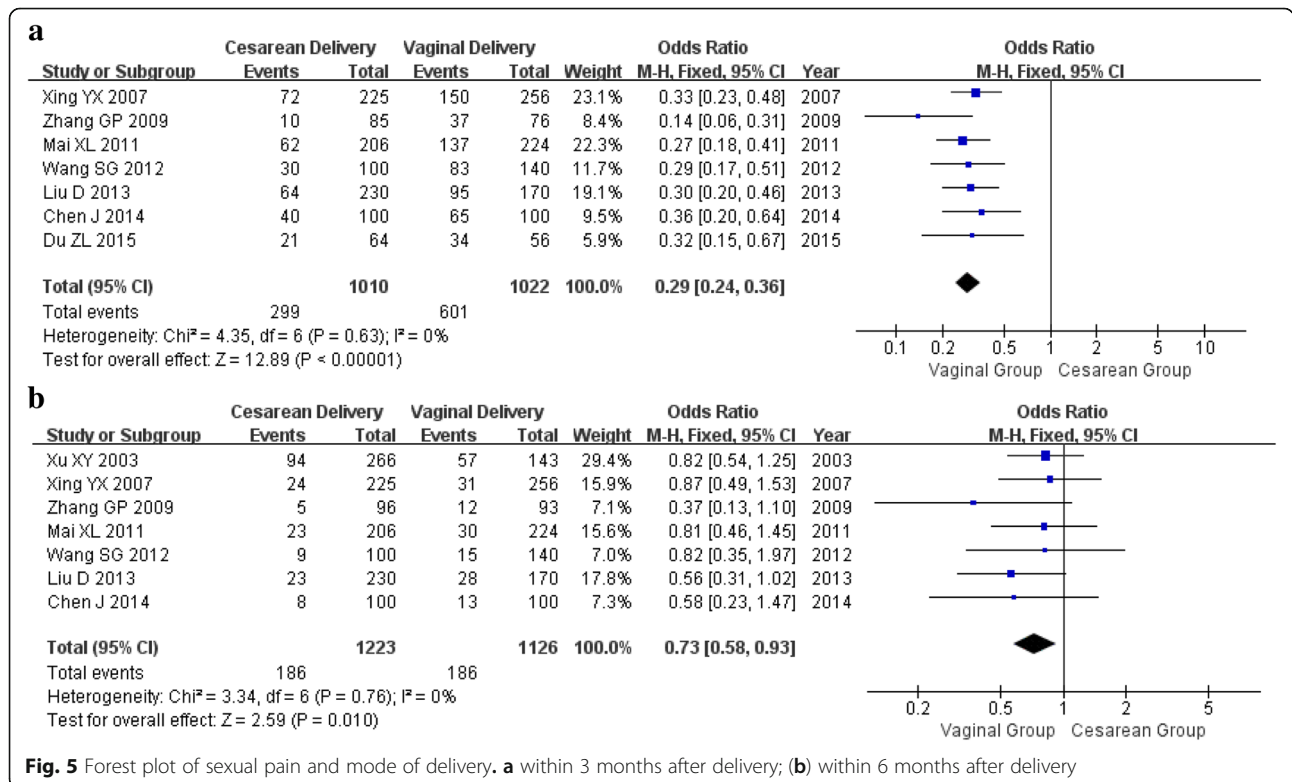 a
Cesarean Delivery Vaginal Delivery Odds Ratio Odds Ratio
Study or Subgroup Events Total Events Total Weight M-H, Fixed, 95% CI Year M-H, Fixed, 95% CI
Xing YX 2007 72 225 150 256 23.1% 0.33 [0.23, 0.48] 2007
Zhang GP 2009 10 85 37 76 8.4% 0.14 [0.06, 0.31] 2009
Mai XL 2011 62 206 137 224 22.3% 0.27 [0.18, 0.41] 2011
Wang SG 2012 30 100 83 140 11.7% 0.29 [0.17, 0.51] 2012
Liu D 2013 64 230 95 170 19.1% 0.30 [0.20, 0.46] 2013
Chen J 2014 40 100 65 100 9.5% 0.36 [0.20, 0.64] 2014
Du ZL 2015 21 64 34 56 5.9% 0.32 [0.15, 0.67] 2015
Total (95% CI) 1010 1022 100.0% 0.29 [0.24, 0.36]
Total events 299 601
Heterogeneity: Chi² = 4.35, df = 6 (P = 0.63); I² = 0%
Test for overall effect: Z = 12.89 (P < 0.00001)
0.1 0.2 0.5 1 2 5 10
Vaginal Group Cesarean Group
b
Cesarean Delivery Vaginal Delivery Odds Ratio Odds Ratio
Study or Subgroup Events Total Events Total Weight M-H, Fixed, 95% CI Year M-H, Fixed, 95% CI
Xu XY 2003 94 266 57 143 29.4% 0.82 [0.54, 1.25] 2003
Xing YX 2007 24 225 31 256 15.9% 0.87 [0.49, 1.53] 2007
Zhang GP 2009 5 96 12 93 7.1% 0.37 [0.13, 1.10] 2009
Mai XL 2011 23 206 30 224 15.6% 0.81 [0.46, 1.45] 2011
Wang SG 2012 9 100 15 140 7.0% 0.82 [0.35, 1.97] 2012
Liu D 2013 23 230 28 170 17.8% 0.56 [0.31, 1.02] 2013
Chen J 2014 8 100 13 100 7.3% 0.58 [0.23, 1.47] 2014
Total (95% CI) 1223 1126 100.0% 0.73 [0.58, 0.93]
Total events 186 186
Heterogeneity: Chi² = 3.34, df = 6 (P = 0.76); I² = 0%
Test for overall effect: Z = 2.59 (P = 0.010)
0.2 0.5 1 2 5
Vaginal Group Cesarean Group
Fig. 5 Forest plot of sexual pain and mode of delivery. a within 3 months after delivery; (b) within 6 months after delivery